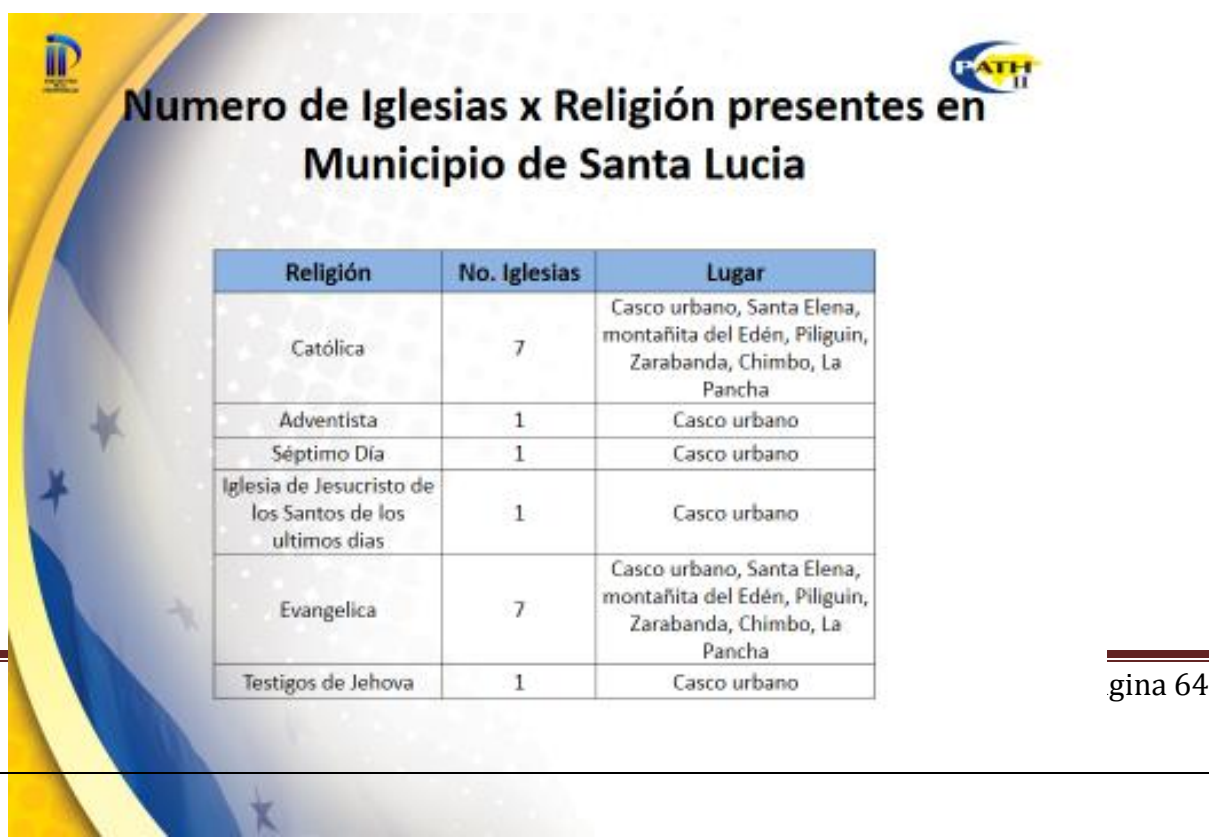 IP
PATH
II
Numero de Iglesias x Religión presentes en
Municipio de Santa Lucia
Religión No. Iglesias Lugar
Católica 7 Casco urbano, Santa Elena,
montañita del Edén, Piliguin,
Zarabanda, Chimbo, La
Pancha
Adventista 1 Casco urbano
Séptimo Día 1 Casco urbano
Iglesia de Jesucristo de
los Santos de los
ultimos dias 1 Casco urbano
Evangelica 7 Casco urbano, Santa Elena,
montañita del Edén, Piliguin,
Zarabanda, Chimbo, La
Pancha
Testigos de Jehova 1 Casco urbano
gina 64